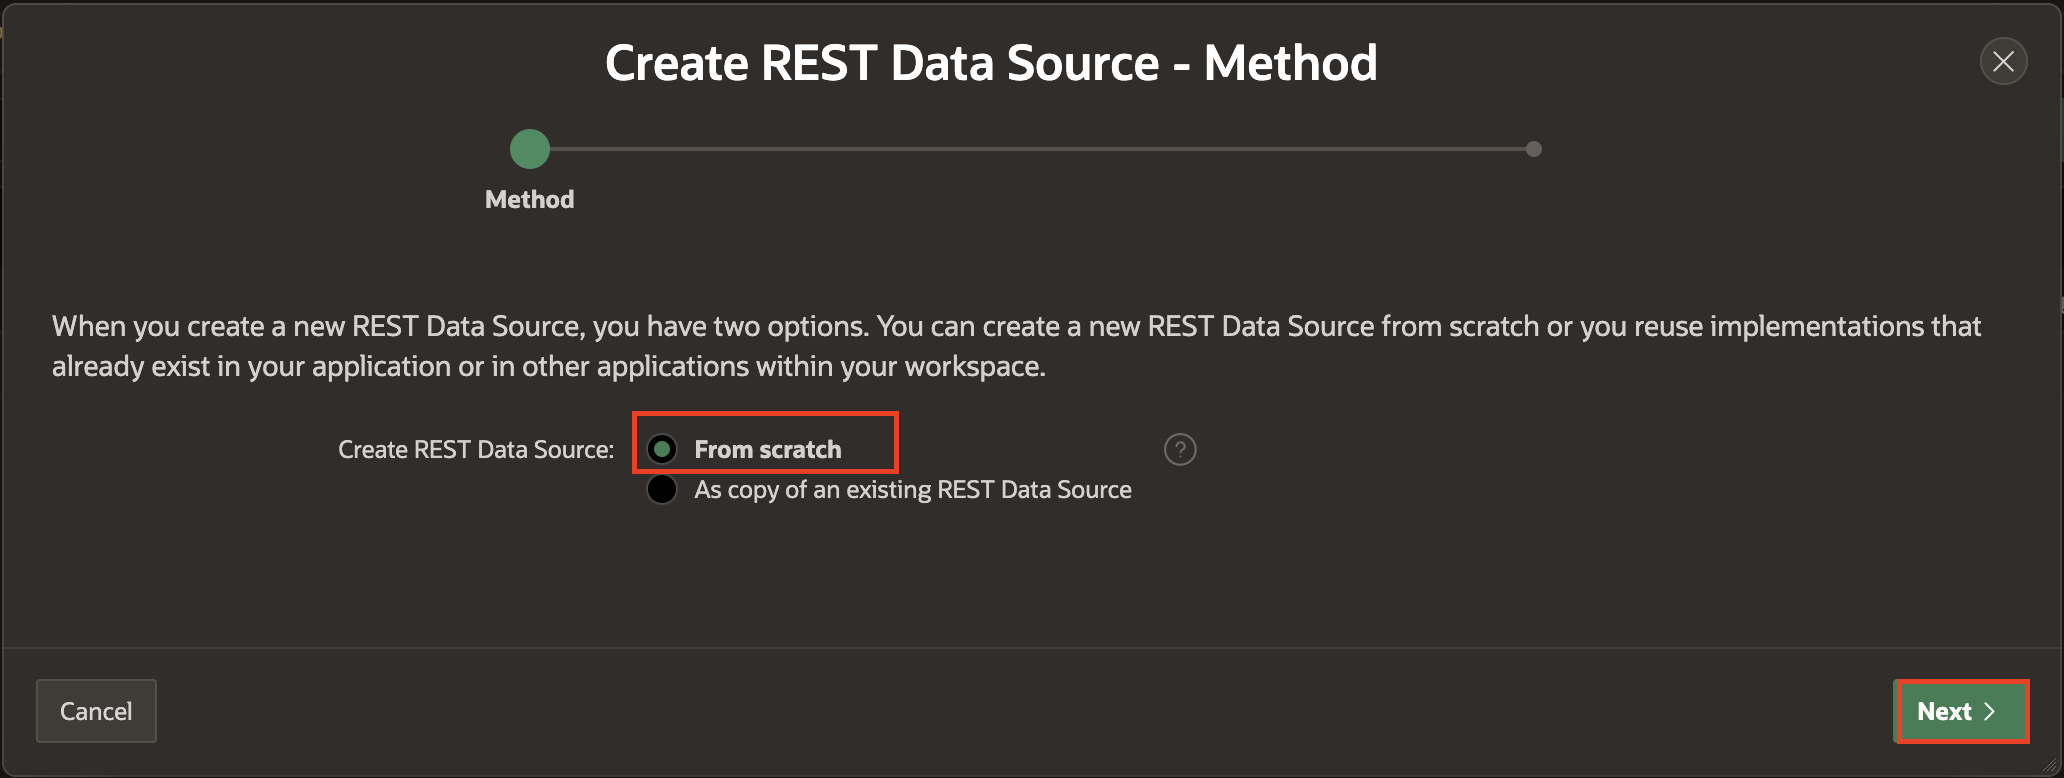 Create REST Data Source - Method
Method
When you create a new REST Data Source, you have two options. You can create a new REST Data Source from scratch or you reuse implementations that
already exist in your application or in other applications within your workspace.
Create REST Data Source: From scratch ?
As copy of an existing REST Data Source
Cancel Next